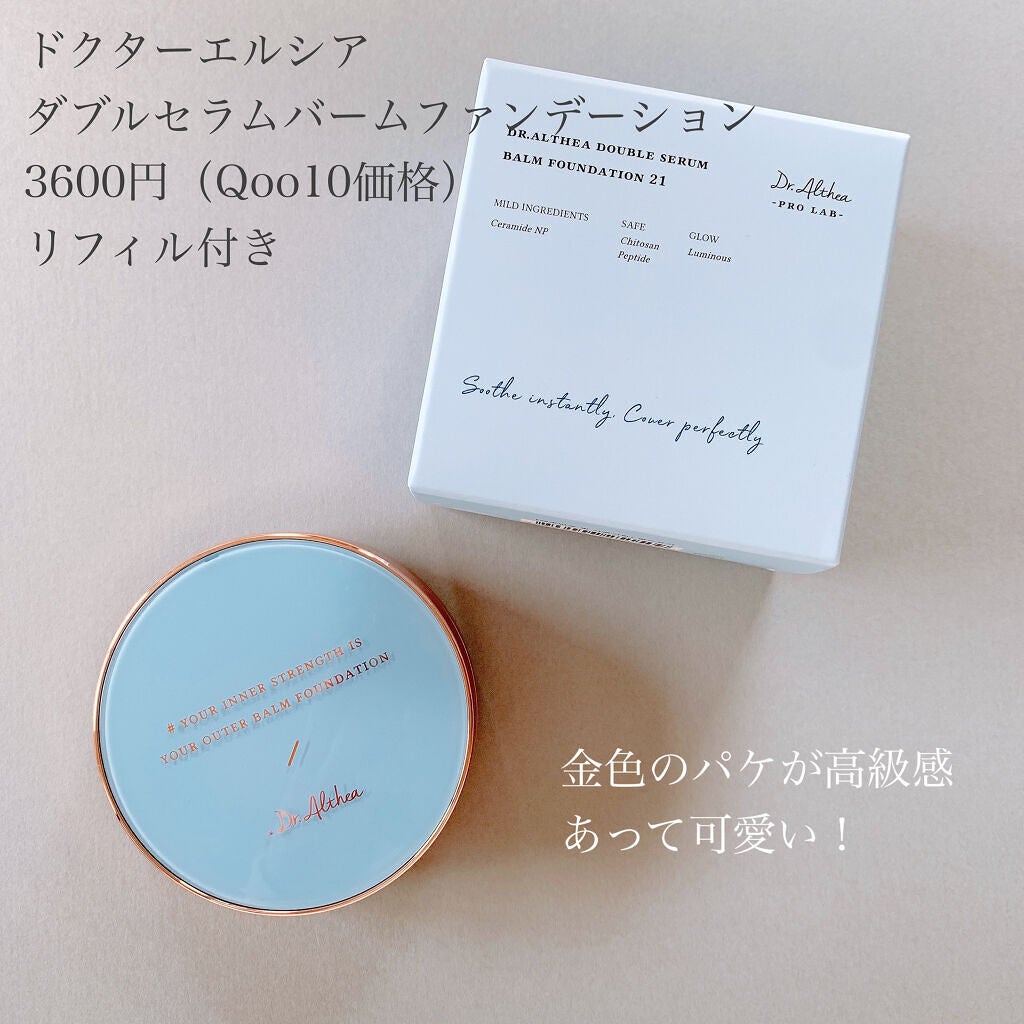 ドクターエルシア
ダブルセラムバームファンデーション
3600円（Qoo10価格）
リフィル付き
DR.ALTHEA DOUBLE SERUM
BALM FOUNDATION 21
Dr.Althea
-PRO LAB-
MILD INGREDIENTS
Ceramide NP
SAFE
Chitosan
Peptide
GLOW
Luminous
Soothe instantly, Cover perfectly
# YOUR INNER STRENGTH IS
YOUR OUTER BALM FOUNDATION
/
Dr.Althea
金色のパケが高級感
あって可愛い！